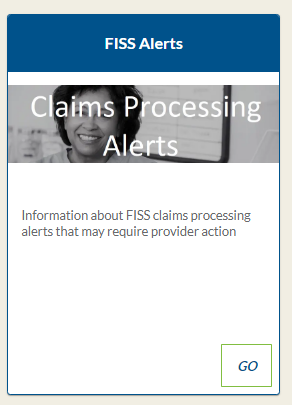 FISS Alerts
Claims Processing
Alerts
Information about FISS claims processing
alerts that may require provider action
GO